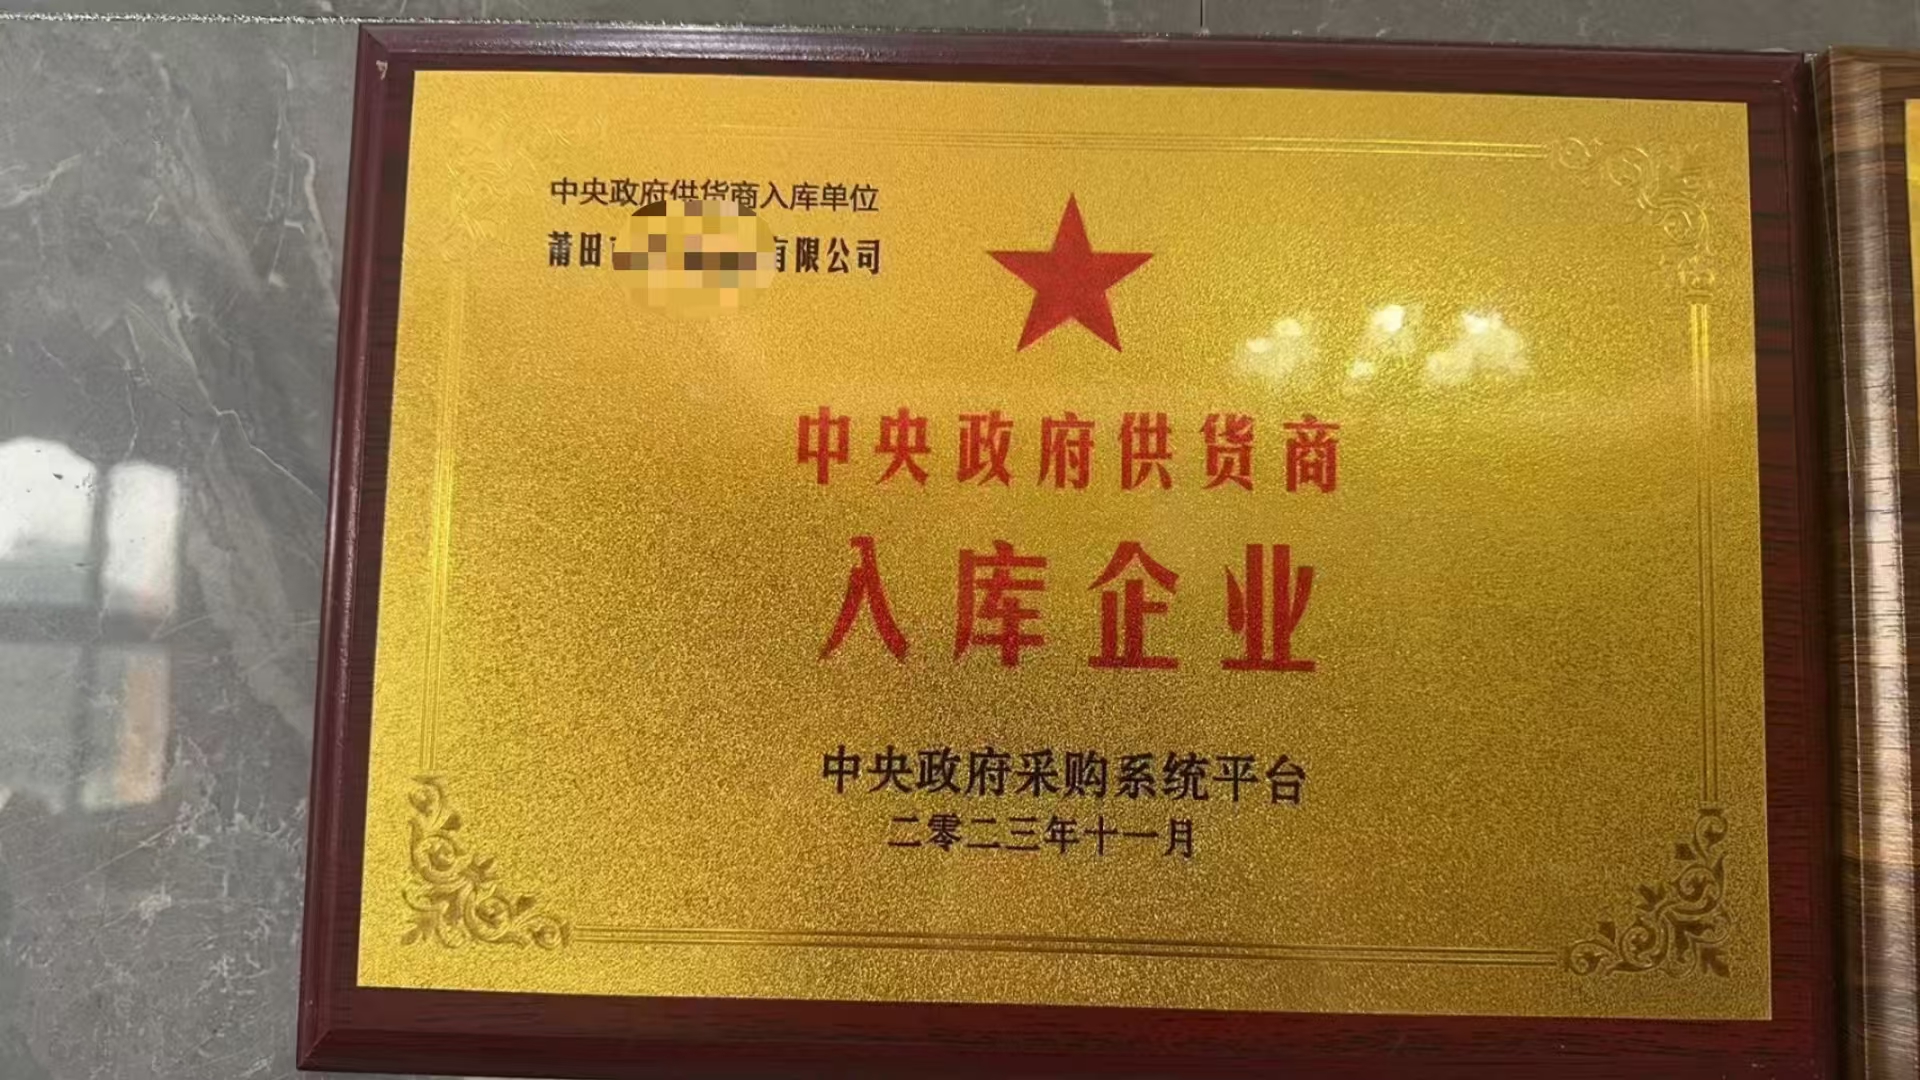 中央政府供货商入库单位
莆田 有限公司
中央政府供货商
入库企业
中央政府采购系统平台
二零二三年十一月